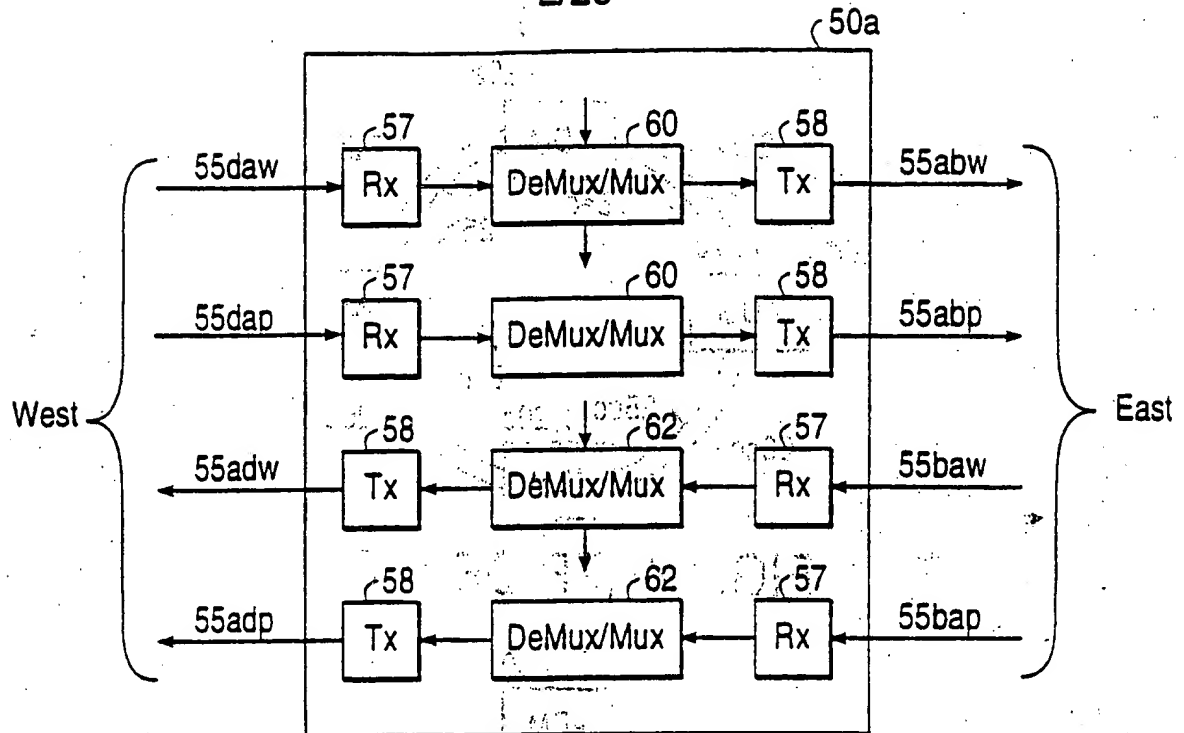 50a
57 60 58
55daw Rx DeMux/Mux Tx 55abw
57 60 58
55dap Rx DeMux/Mux Tx 55abp
West East
58 62 57
55adw Tx DeMux/Mux Rx 55baw
58 62 57
55adp Tx DeMux/Mux Rx 55bap